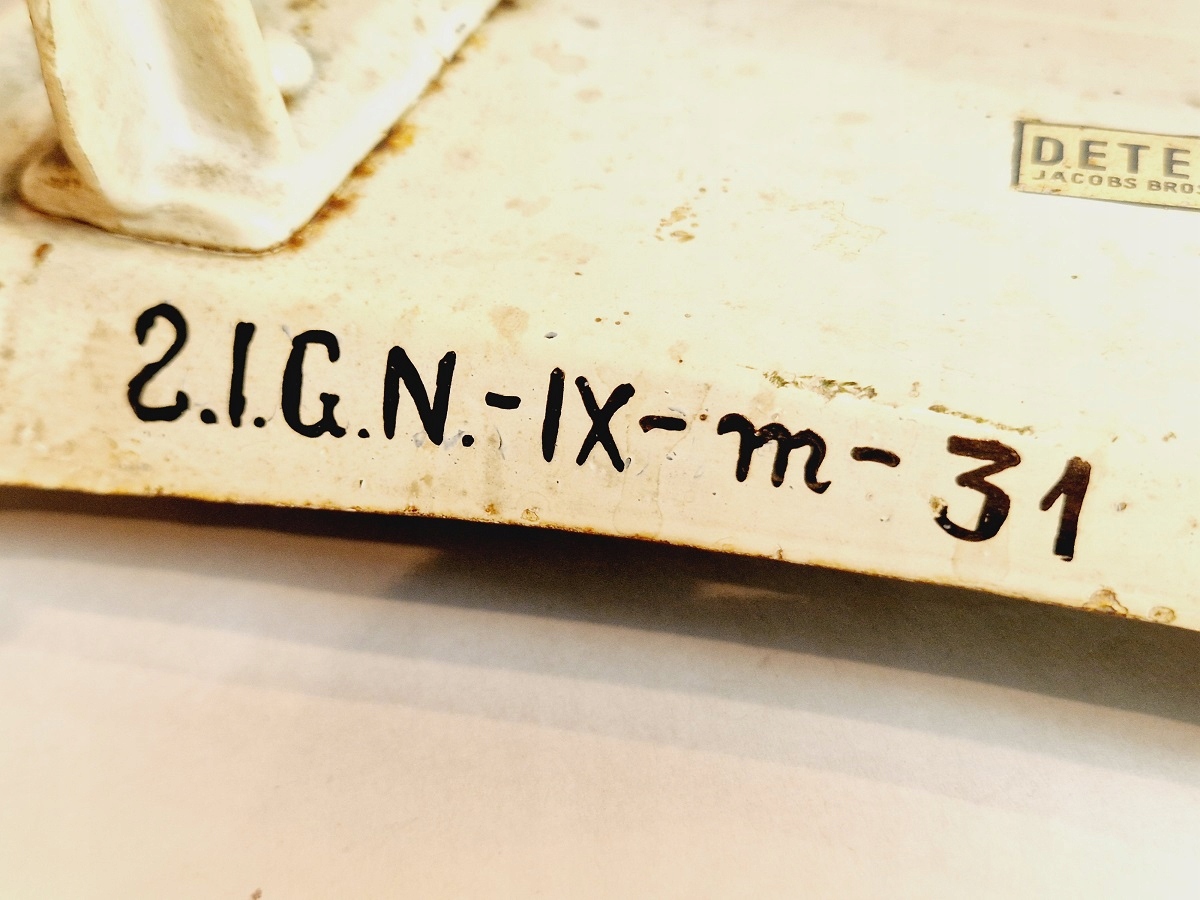 2.I.G.N.-IX-m-31
DETE
JACOBS BROS